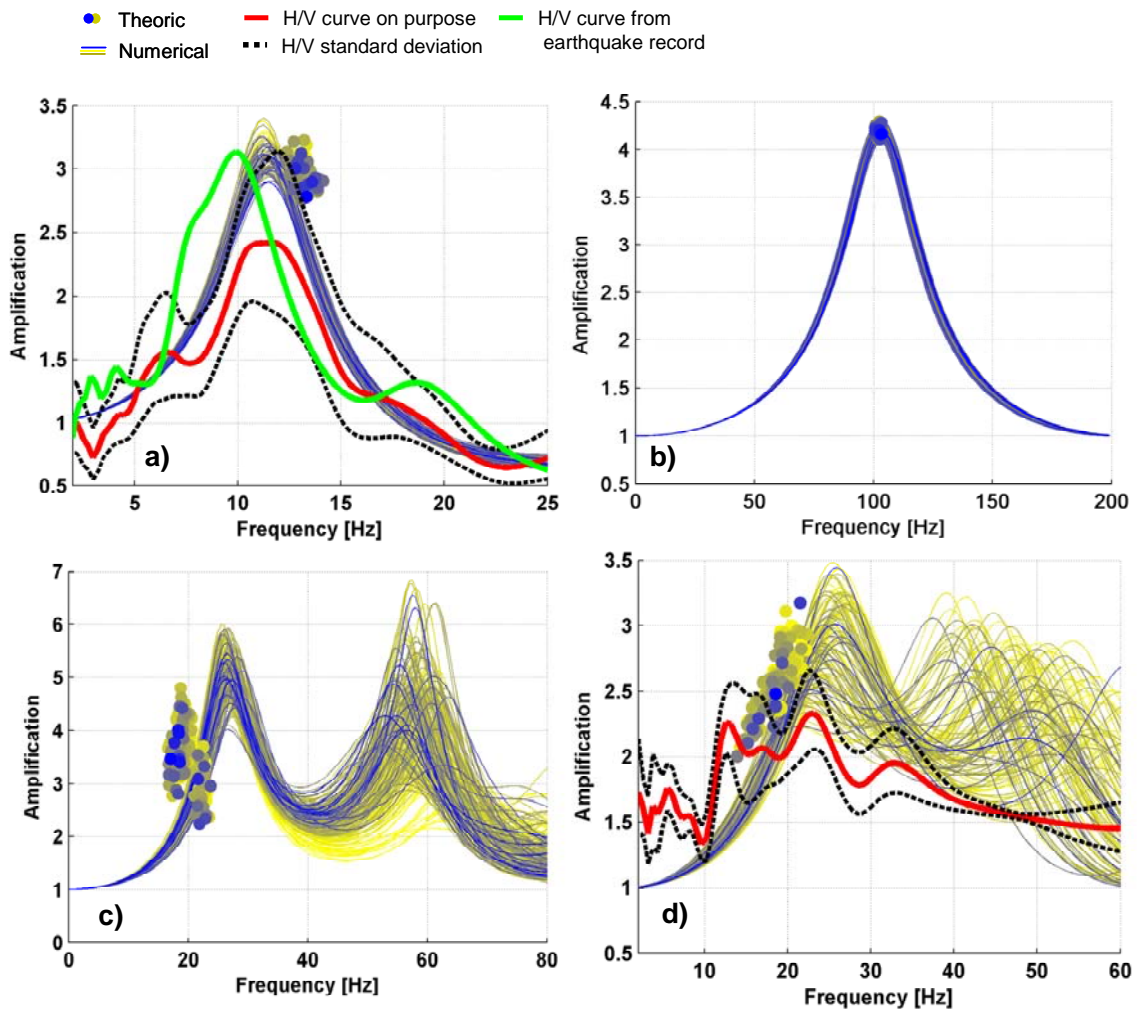 Theoric
Numerical
H/V curve on purpose
H/V standard deviation
H/V curve from
earthquake record
3.5
3
2.5
2
1.5
1
0.5
Amplification
a)
5 10 15 20 25
Frequency [Hz]
4.5
4
3.5
3
2.5
2
1.5
1
0.5
Amplification
b)
0 50 100 150 200
Frequency [Hz]
7
6
5
4
3
2
1
0
Amplification
c)
0 20 40 60 80
Frequency [Hz]
3.5
3
2.5
2
1.5
1
0.5
Amplification
d)
10 20 30 40 50 60
Frequency [Hz]